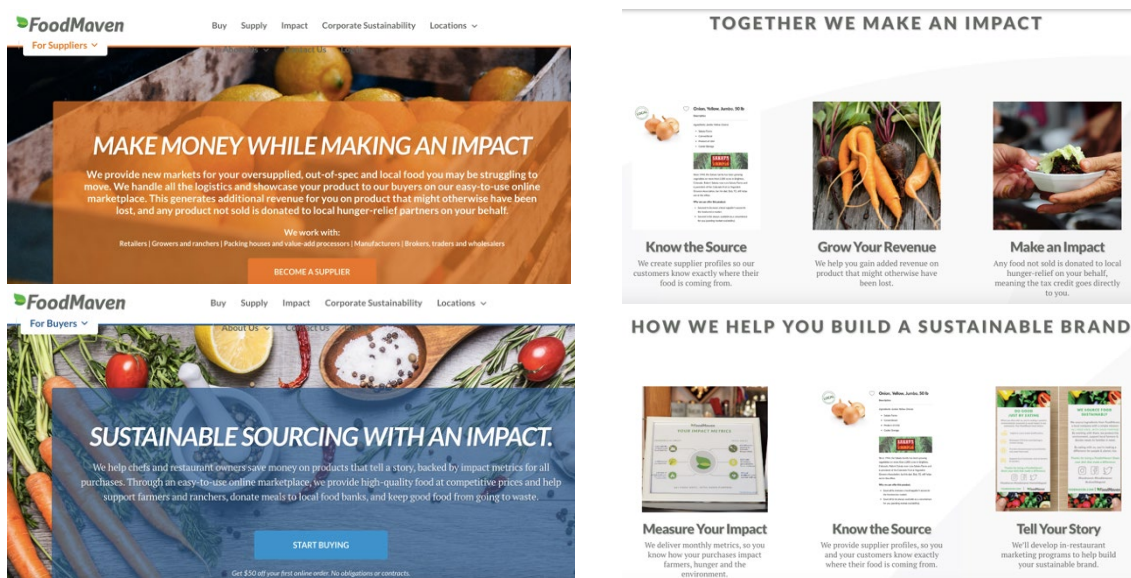 FoodMaven
Buy Supply Impact Corporate Sustainability Locations
For Suppliers
MAKE MONEY WHILE MAKING AN IMPACT
We provide new markets for your oversupplied, out-of-spec and local food you may be struggling to
move. We handle all the logistics and showcase your product to our buyers on our easy-to-use online
marketplace. This generates additional revenue for you on product that might otherwise have been
lost, and any product not sold is donated to local hunger-relief partners on your behalf.
We work with:
Retailers | Growers and ranchers | Packing houses and value-add processors | Manufacturers | Brokers, traders and wholesalers
BECOME A SUPPLIER
FoodMaven
Buy Supply Impact Corporate Sustainability Locations
For Buyers
About Us Contact Us
SUSTAINABLE SOURCING WITH AN IMPACT.
We help chefs and restaurant owners save money on products that tell a story, backed by impact metrics for all
purchases. Through an easy-to-use online marketplace, we provide high-quality food at competitive prices and help
support farmers and ranchers, donate meals to local food banks, and keep good food from going to waste.
START BUYING
Get $50 off your first online order. No obligations or contracts.
TOGETHER WE MAKE AN IMPACT
Onion, Yellow, Jumbo, 50 lb
Know the Source
We create supplier profiles so our
customers know exactly where their
food is coming from.
Grow Your Revenue
We help you gain added revenue on
product that might otherwise have
been lost.
Make an Impact
Any food not sold is donated to local
hunger-relief on your behalf,
meaning the tax credit goes directly
to you.
HOW WE HELP YOU BUILD A SUSTAINABLE BRAND
YOUR IMPACT METRICS
Onion, Yellow, Jumbo, 50 lb
Measure Your Impact
We deliver monthly metrics, so you
know how your purchases impact
farmers, hunger and the
environment.
Know the Source
We provide supplier profiles, so you
and your customers know exactly
where their food is coming from.
Tell Your Story
We'll develop in-restaurant
marketing programs to help build
your sustainable brand.